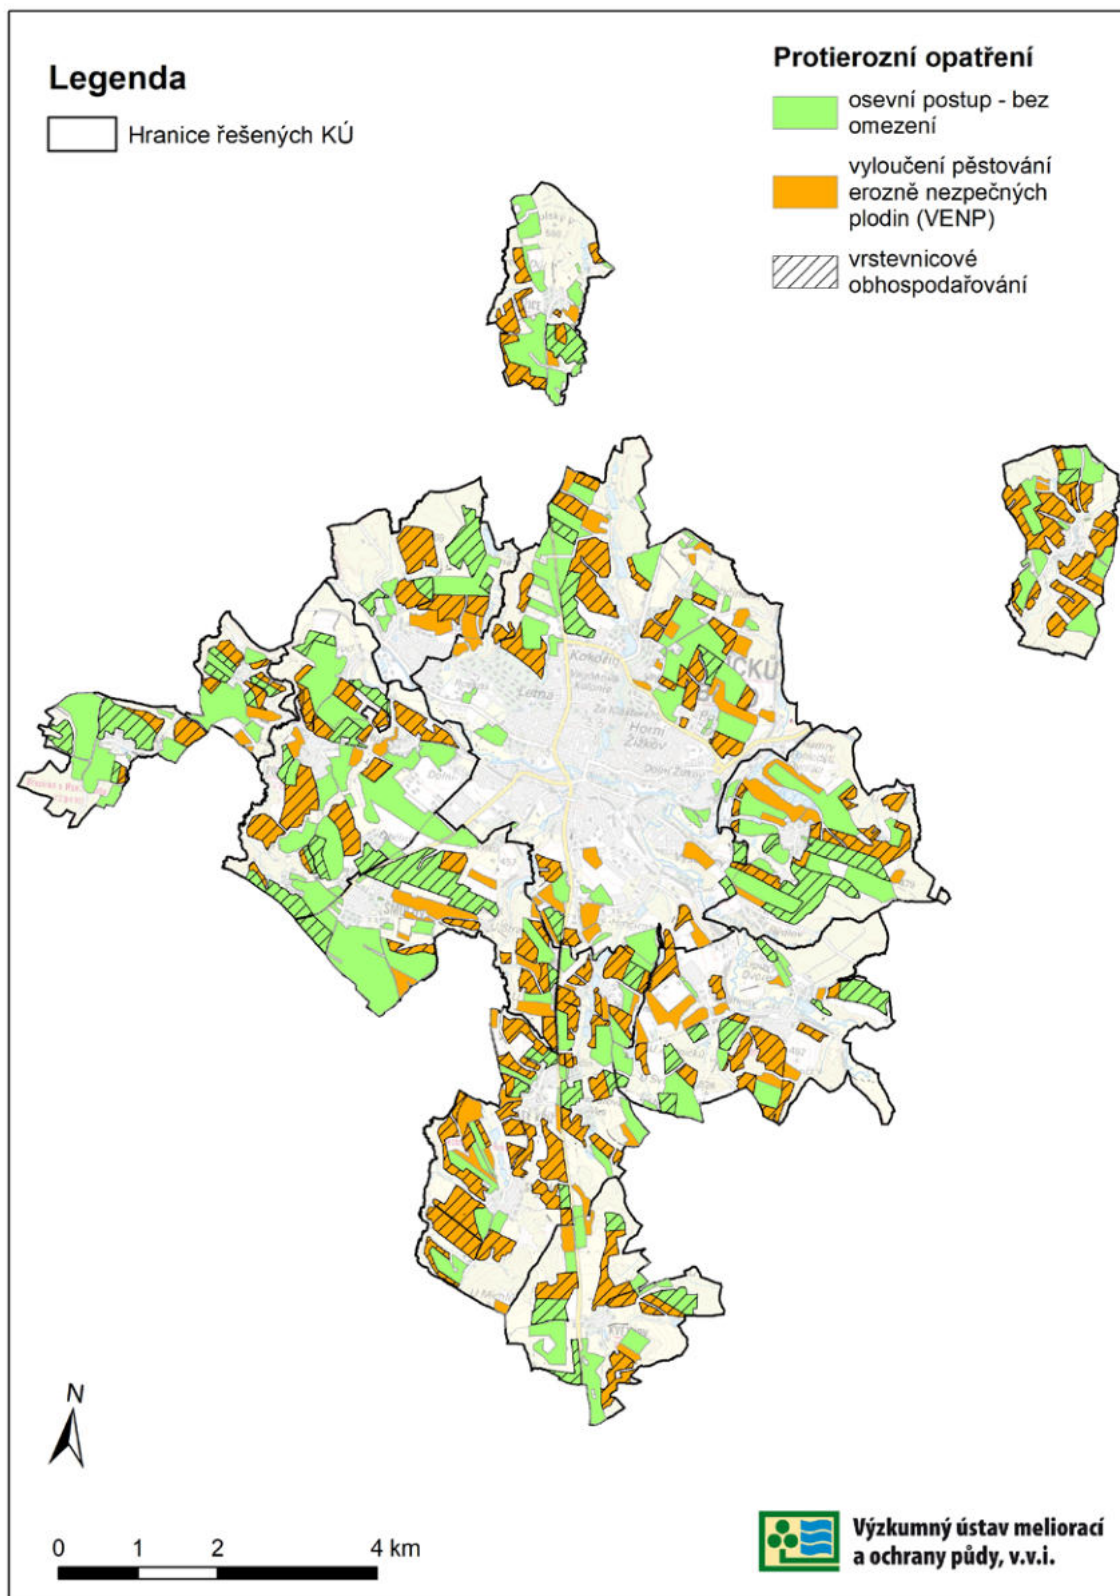 Legenda
Hranice řešených KÚ
Protierozní opatření
osevní postup - bez
omezení
vyloučení pěstování
erozně nezpečných
plodin (VENP)
vrstevnicové
obhospodařování
Kokořín
Letná
Horní
Žižkov
Dolní Žižkov
N
0 1 2 4 km
Výzkumný ústav meliorací
a ochrany půdy, v.v.i.